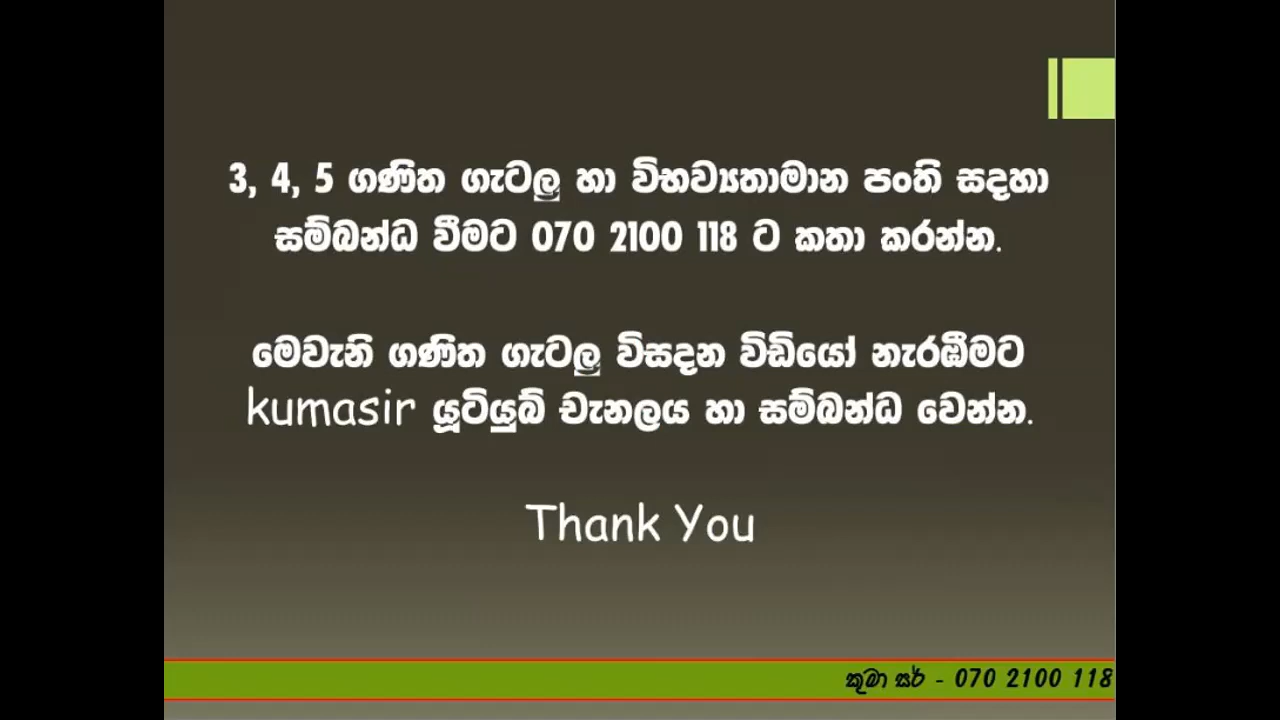 3, 4, 5 ගණිත ගැටලු හා විභව්‍යතාමාන පංති සදහා
සම්බන්ධ වීමට 070 2100 118 ට කතා කරන්න.
මෙවැනි ගණිත ගැටලු විසදන විඩියෝ නැරඹීමට
kumasir යූටියුබ් චැනලය හා සම්බන්ධ වෙන්න.
Thank You
කුමා සර් - 070 2100 118